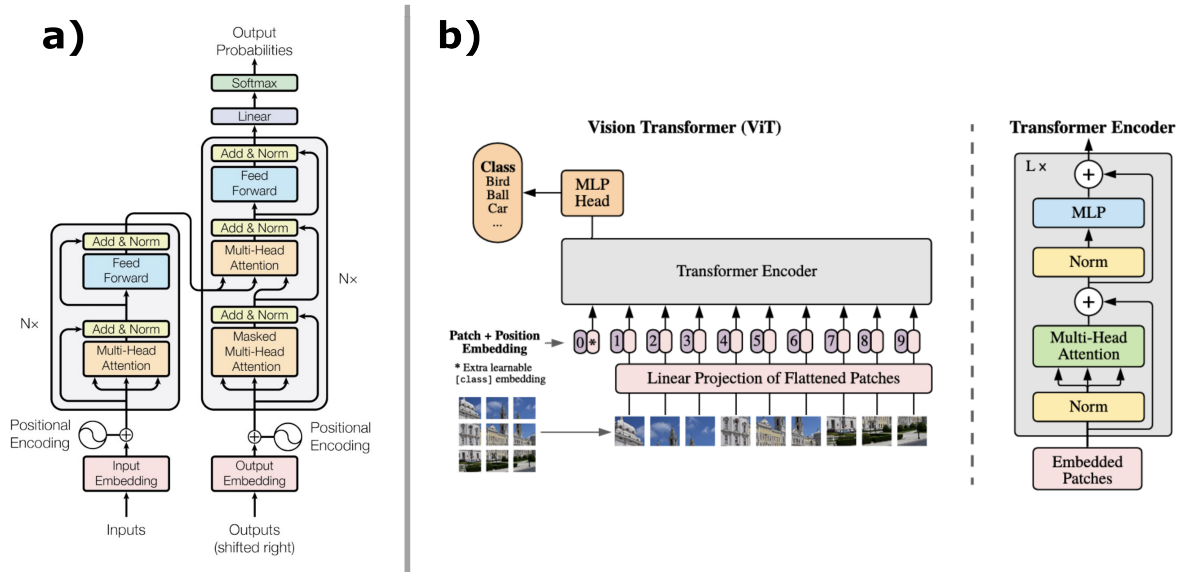 a)
Output
Probabilities
Softmax
Linear
Add & Norm
Feed
Forward
Add & Norm
Multi-Head
Attention
Nx
Add & Norm
Masked
Multi-Head
Attention
Add & Norm
Feed
Forward
Nx
Add & Norm
Multi-Head
Attention
Positional
Encoding
Positional
Encoding
Input
Embedding
Output
Embedding
Inputs
Outputs
(shifted right)
b)
Vision Transformer (ViT)
Class
Bird
Ball
Car
...
MLP
Head
Transformer Encoder
Patch + Position
Embedding
0 * 1 2 3 4 5 6 7 8 9
* Extra learnable
[class] embedding
Linear Projection of Flattened Patches
Transformer Encoder
L x
+
MLP
Norm
+
Multi-Head
Attention
Norm
Embedded
Patches